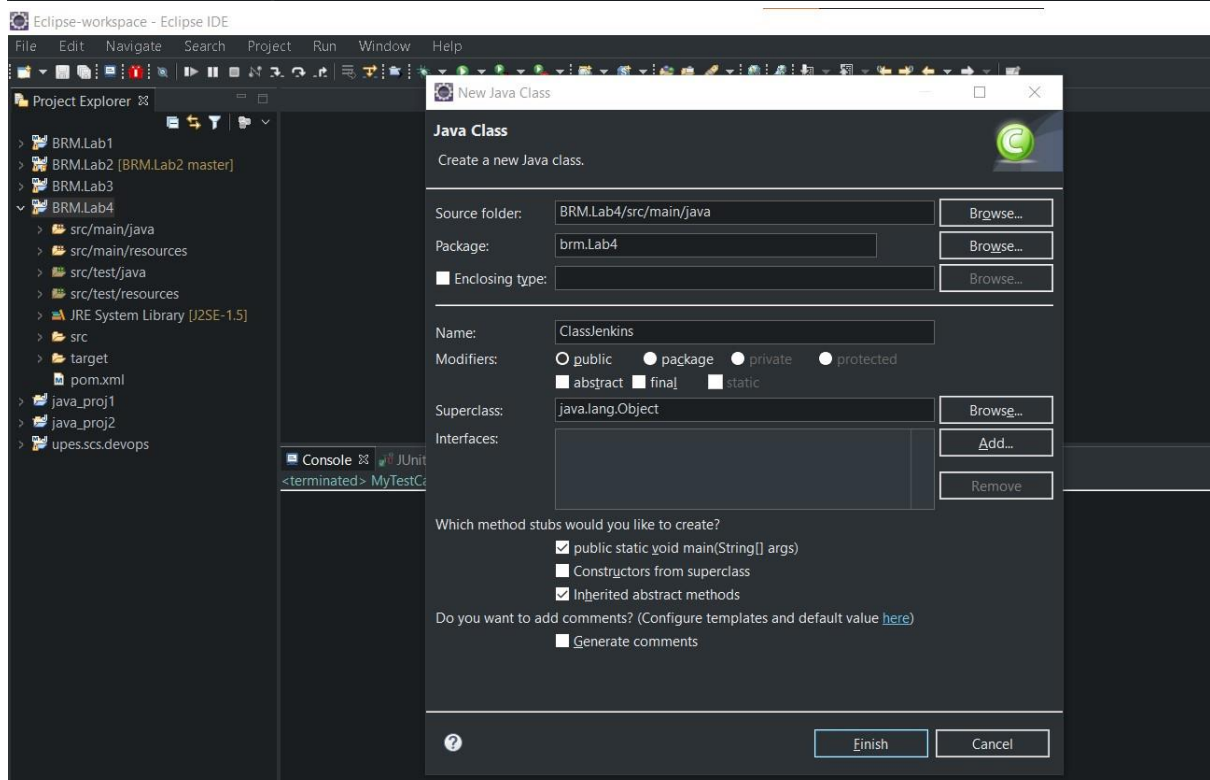 Eclipse-workspace - Eclipse IDE
File Edit Navigate Search Project Run Window Help
Project Explorer
BRM.Lab1
BRM.Lab2 [BRM.Lab2 master]
BRM.Lab3
BRM.Lab4
src/main/java
src/main/resources
src/test/java
src/test/resources
JRE System Library [J2SE-1.5]
src
target
pom.xml
java_proj1
java_proj2
upes.scs.devops
Console JUnit
<terminated> MyTestCa
New Java Class
Java Class
Create a new Java class.
Source folder: BRM.Lab4/src/main/java Browse...
Package: brm.Lab4 Browse...
Enclosing type: Browse...
Name: ClassJenkins
Modifiers: public package private protected
abstract final static
Superclass: java.lang.Object Browse...
Interfaces: Add...
Remove
Which method stubs would you like to create?
public static void main(String[] args)
Constructors from superclass
Inherited abstract methods
Do you want to add comments? (Configure templates and default value here)
Generate comments
Finish Cancel